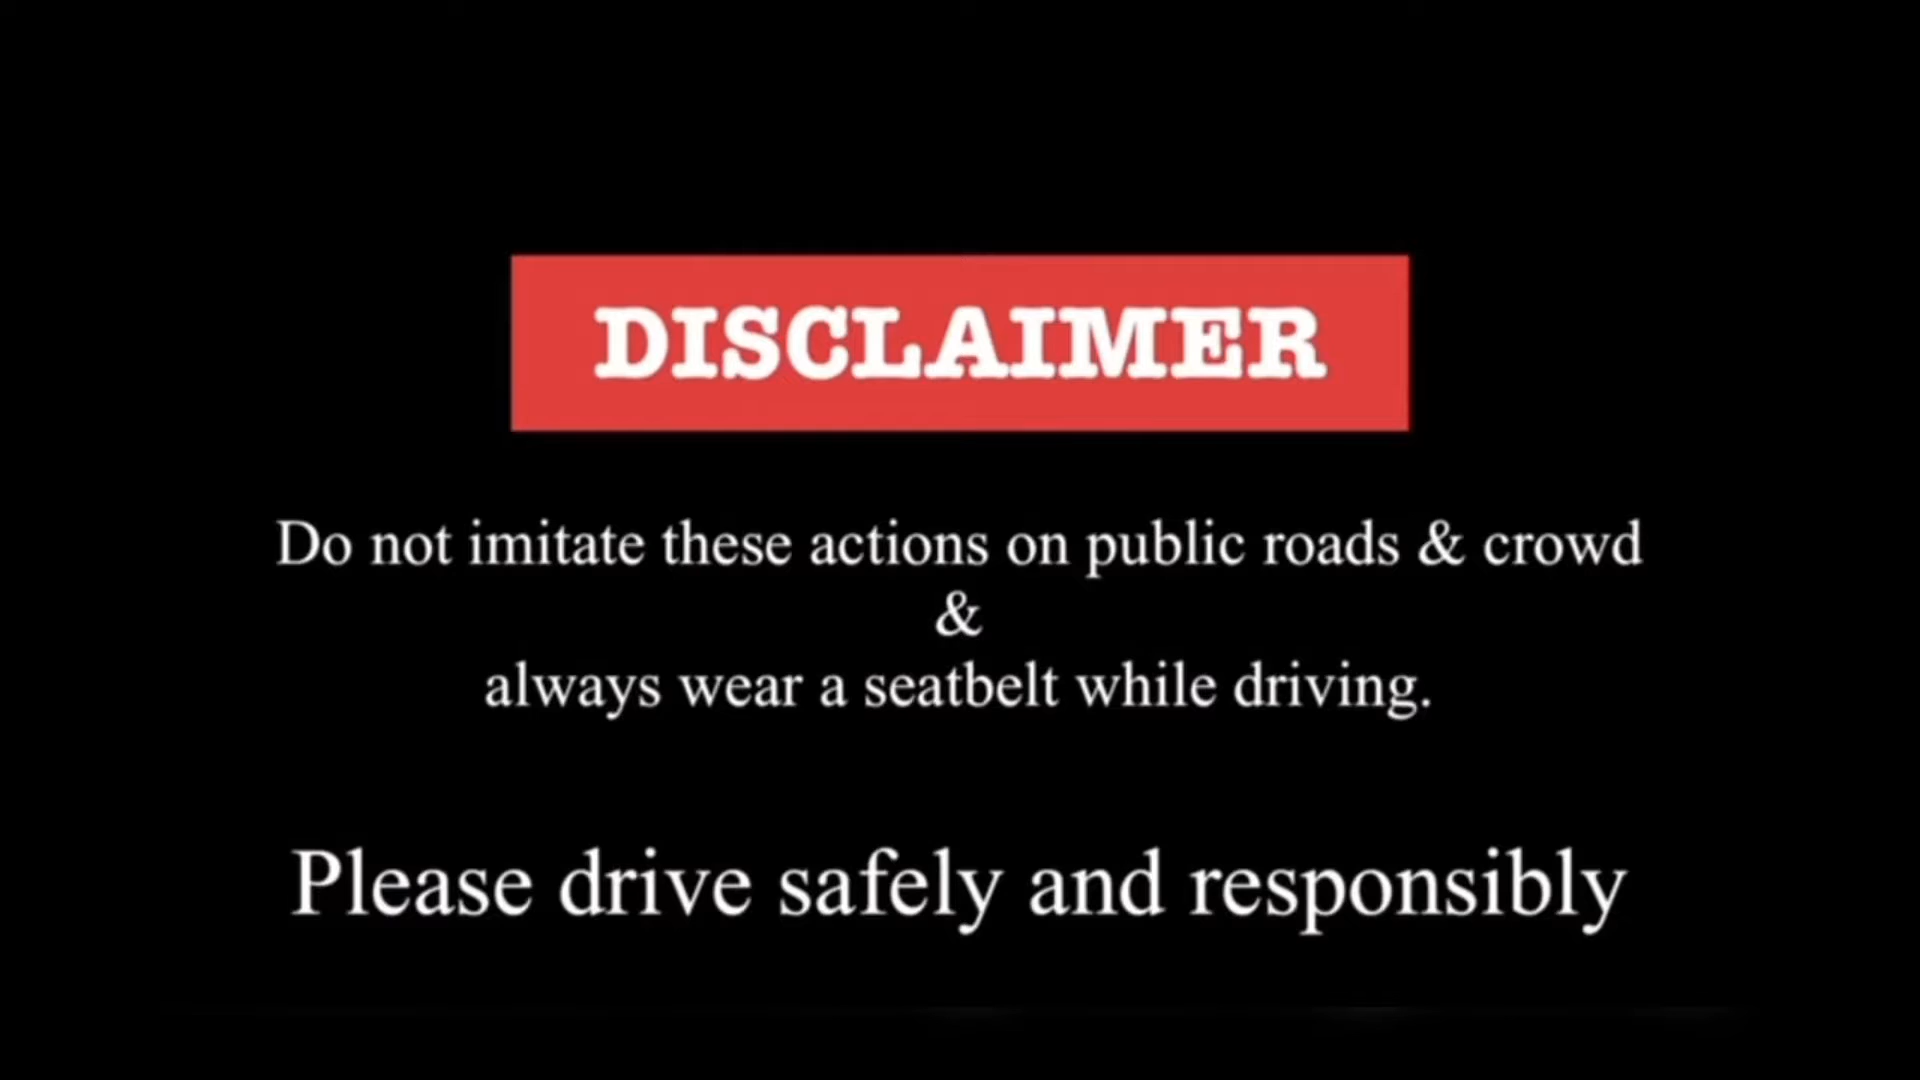 DISCLAIMER
Do not imitate these actions on public roads & crowd
&
always wear a seatbelt while driving.
Please drive safely and responsibly